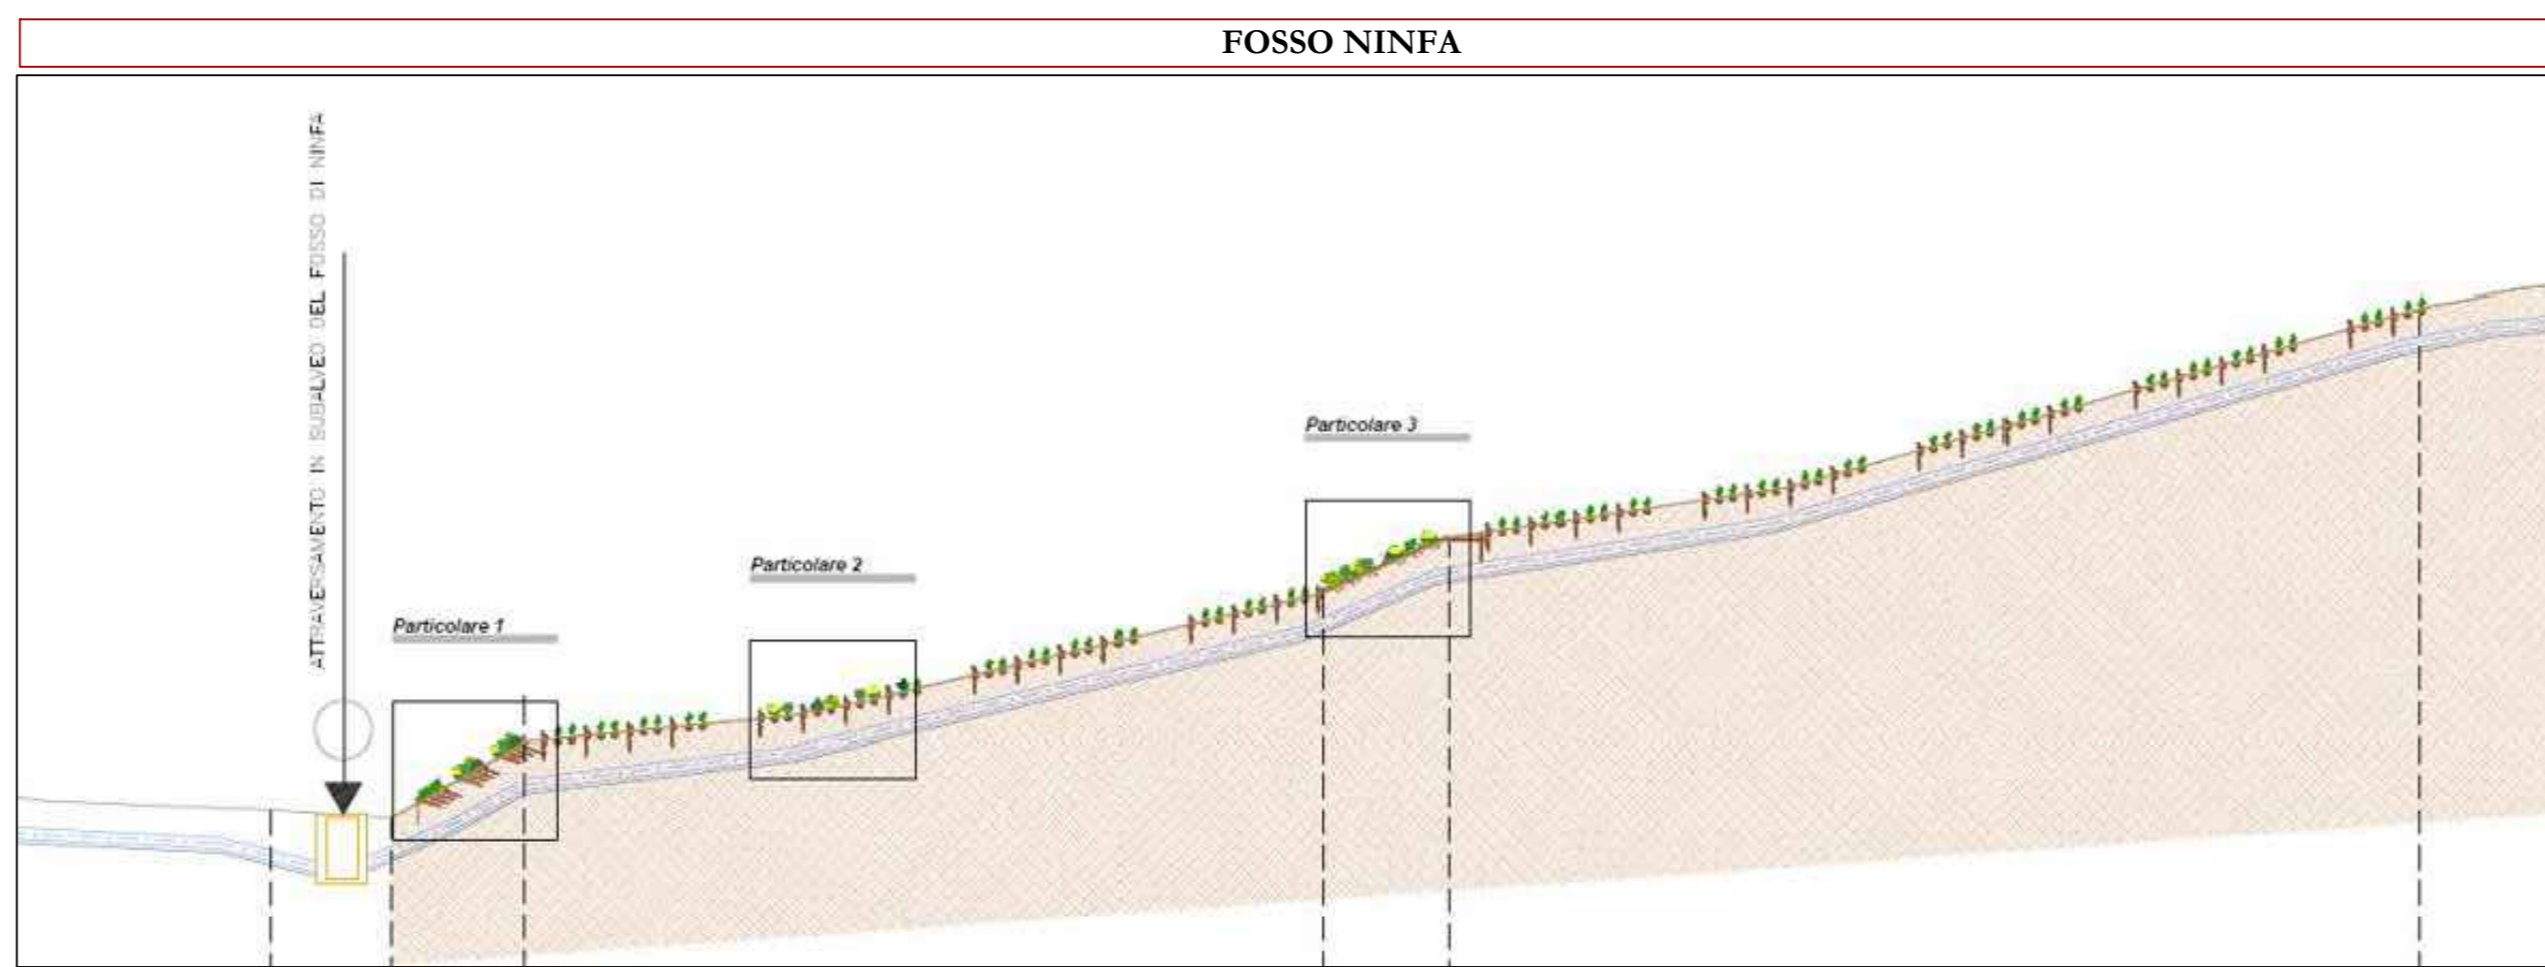 FOSSO NINFA
ATTRAVERSAMENTO IN SUBALVEO DEL FOSSO DI NINFA
Particolare 3
Particolare 2
Particolare 1